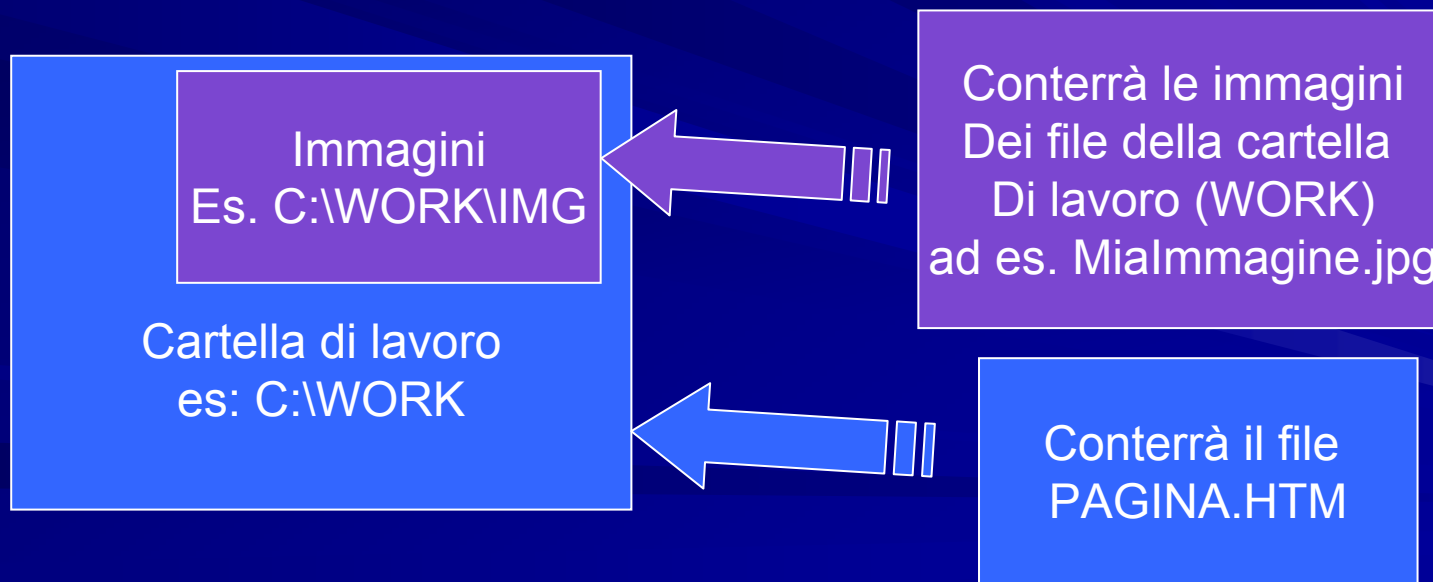 Immagini
Es. C:\WORK\IMG
Cartella di lavoro
es: C:\WORK
Conterrà le immagini
Dei file della cartella
Di lavoro (WORK)
ad es. MiaImmagine.jpg
Conterrà il file
PAGINA.HTM